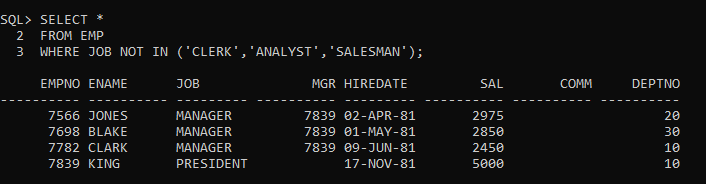 SQL> SELECT *
  2  FROM EMP
  3  WHERE JOB NOT IN ('CLERK','ANALYST','SALESMAN');
     EMPNO ENAME      JOB              MGR HIREDATE         SAL       COMM     DEPTNO
---------- ---------- --------- ---------- --------- ---------- ---------- ----------
      7566 JONES      MANAGER         7839 02-APR-81       2975                    20
      7698 BLAKE      MANAGER         7839 01-MAY-81       2850                    30
      7782 CLARK      MANAGER         7839 09-JUN-81       2450                    10
      7839 KING       PRESIDENT            17-NOV-81       5000                    10